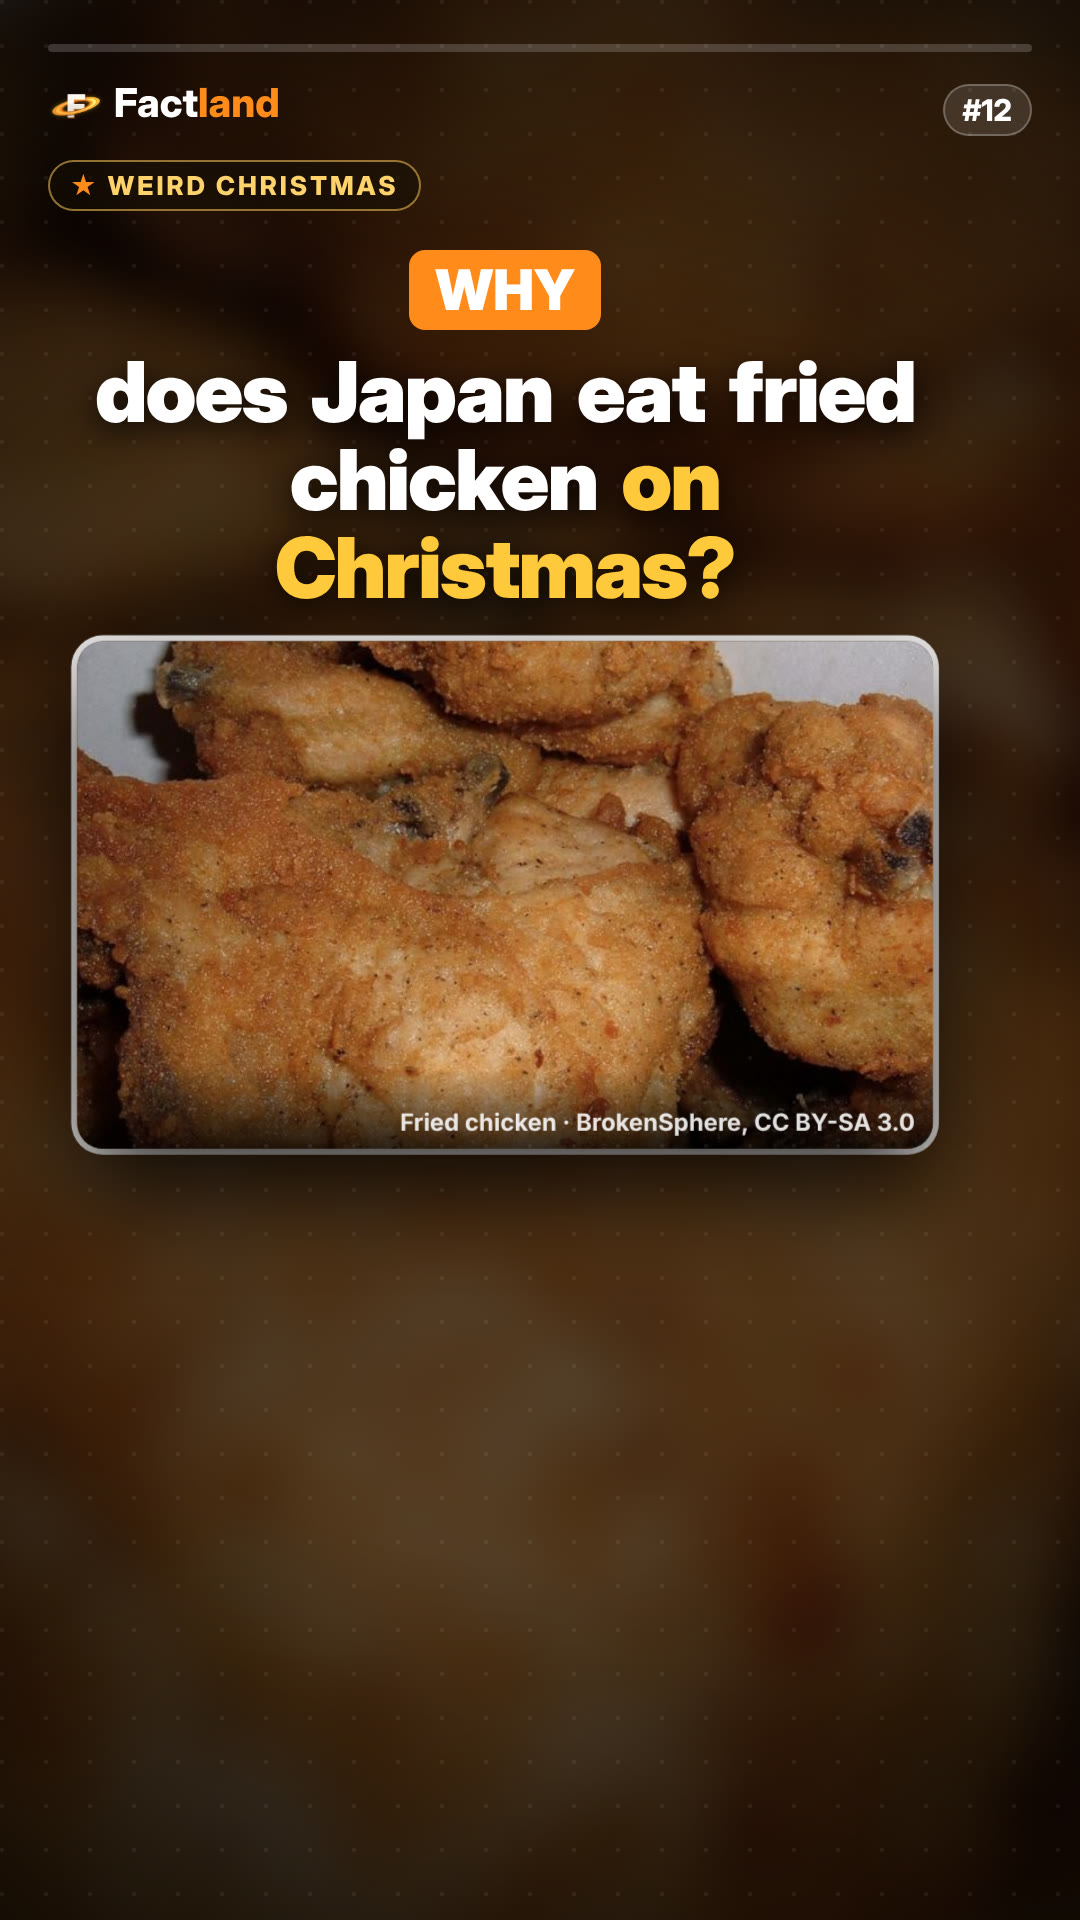 Factland
#12
★ WEIRD CHRISTMAS
WHY
does Japan eat fried
chicken on
Christmas?
Fried chicken · BrokenSphere, CC BY-SA 3.0